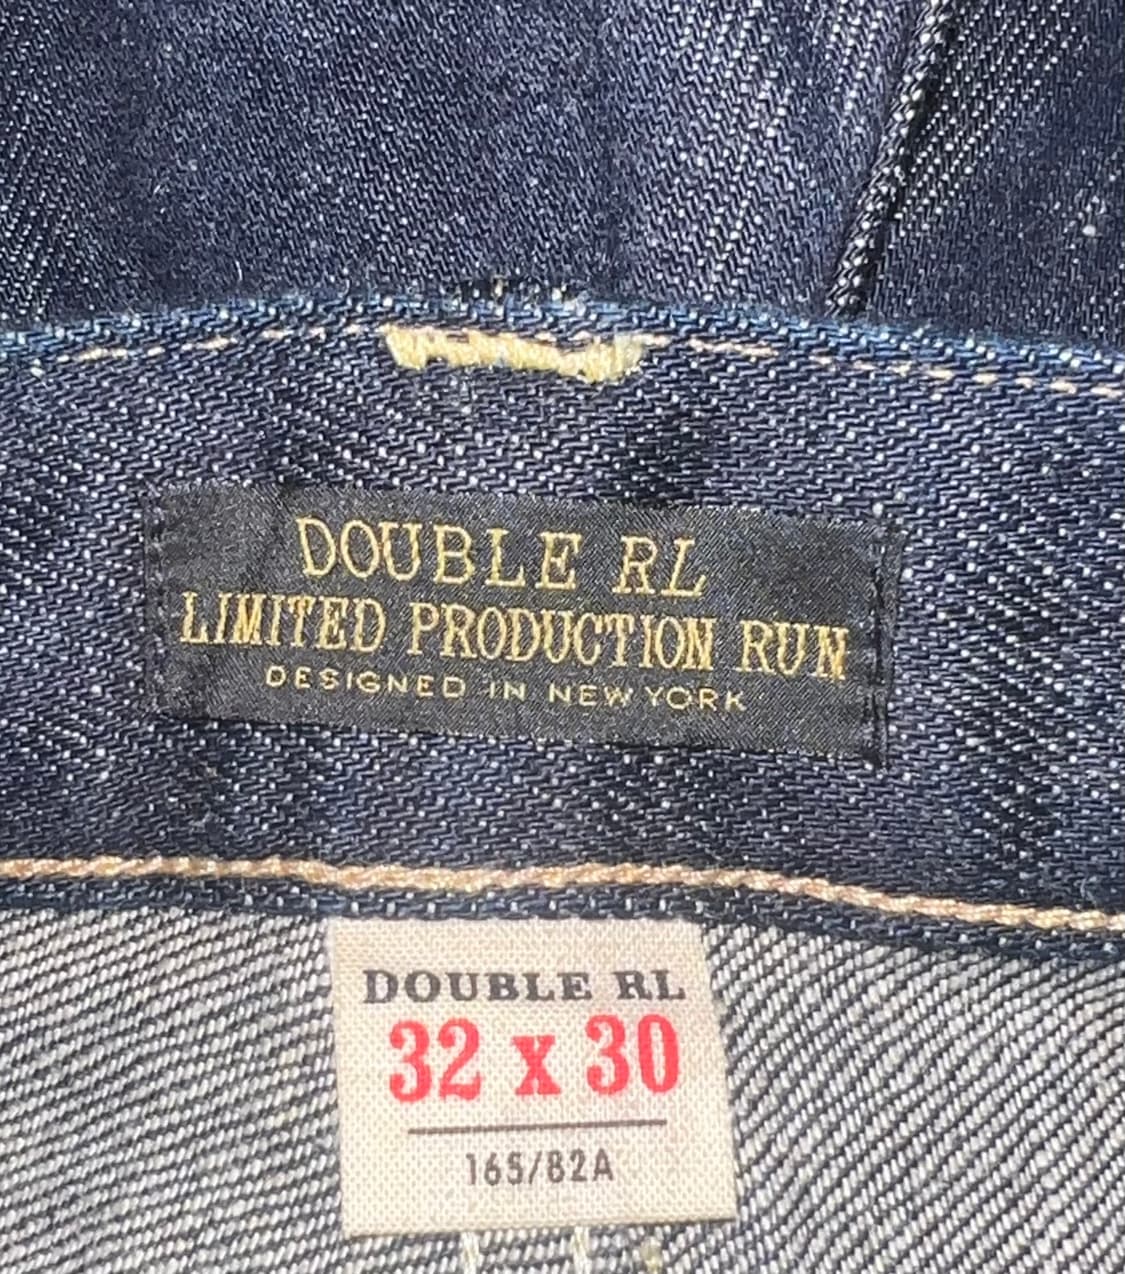 DOUBLE RL
LIMITED PRODUCTION RUN
DESIGNED IN NEW YORK
DOUBLE RL
32 x 30
165/82A